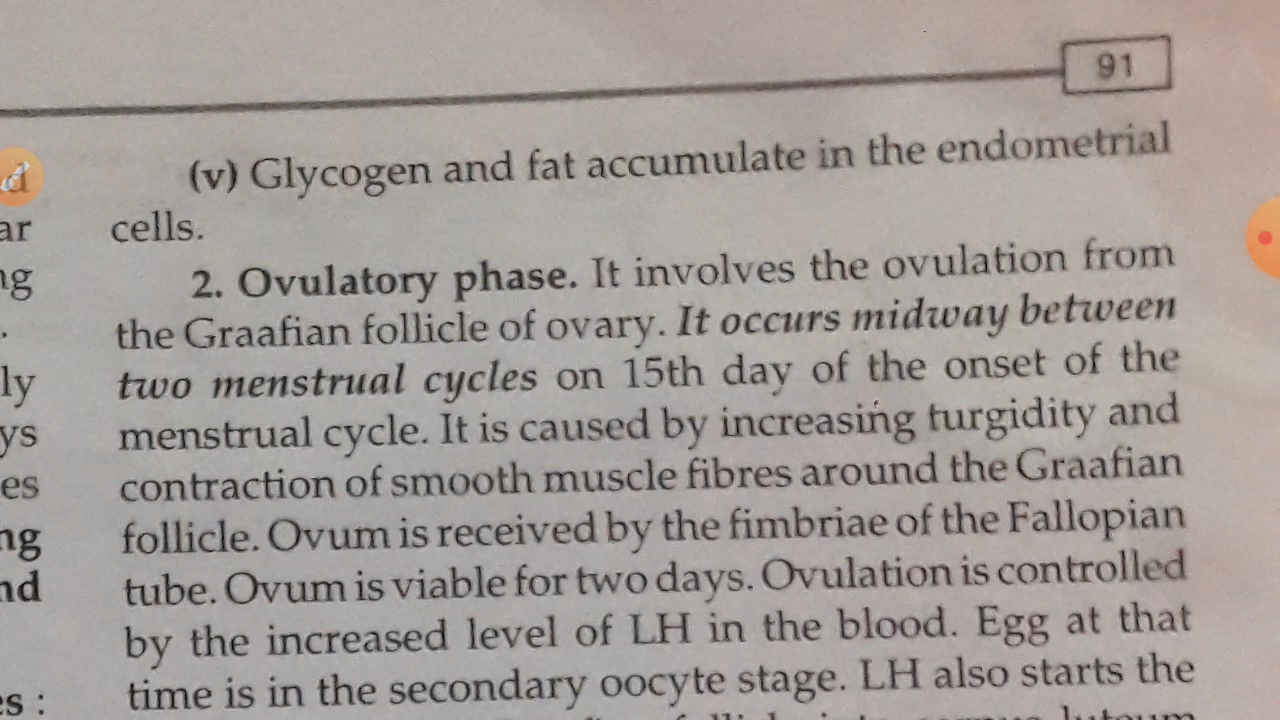 91
(v) Glycogen and fat accumulate in the endometrial
cells.
2. Ovulatory phase. It involves the ovulation from
the Graafian follicle of ovary. It occurs midway between
two menstrual cycles on 15th day of the onset of the
menstrual cycle. It is caused by increasing turgidity and
contraction of smooth muscle fibres around the Graafian
follicle. Ovum is received by the fimbriae of the Fallopian
tube. Ovum is viable for two days. Ovulation is controlled
by the increased level of LH in the blood. Egg at that
time is in the secondary oocyte stage. LH also starts the